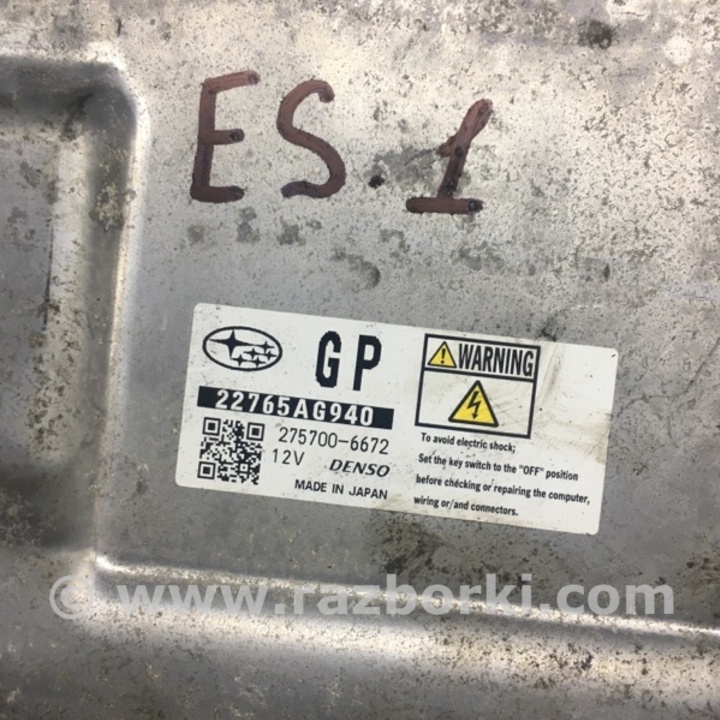 ES.1
GP
22765AG940
275700-6672
12V DENSO
MADE IN JAPAN
WARNING
To avoid electric shock;
Set the key switch to the "OFF" position
before checking or repairing the computer,
wiring or/and connectors.
© www.razborki.com